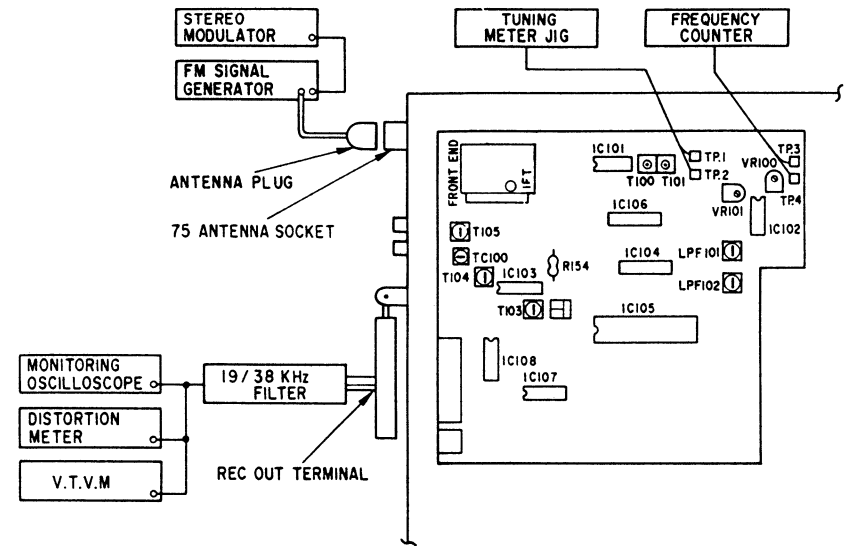 STEREO
MODULATOR
FM SIGNAL
GENERATOR
TUNING
METER JIG
FREQUENCY
COUNTER
ANTENNA PLUG
75 ANTENNA SOCKET
FRONT END
IFT
IC101
T100
T101
TP.1
TP.2
TP.3
VR100
TP.4
VR101
IC102
IC106
T105
TC100
T104
IC103
R154
IC104
LPF101
LPF102
T103
IC105
IC108
IC107
MONITORING
OSCILLOSCOPE
19/38 KHz
FILTER
DISTORTION
METER
V.T.V.M
REC OUT TERMINAL